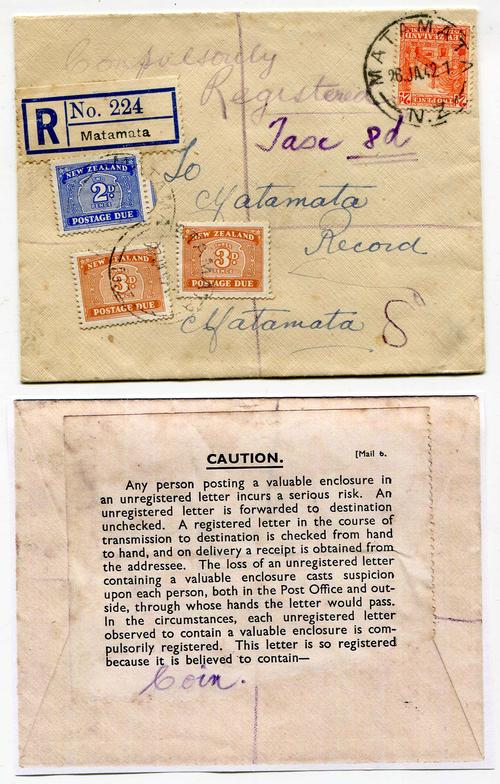 Compulsorily
Registered
MATAMATA
26 JA 42-1
N.Z.
NEW ZEALAND
R No. 224
Matamata
Taxe 8d
To
Matamata
Record
Matamata
8d
NEW ZEALAND
2D
PENCE
POSTAGE DUE
NEW ZEALAND
3D
PENCE
POSTAGE DUE
NEW ZEALAND
3D
POSTAGE DUE
CAUTION.
[Mail 6.
Any person posting a valuable enclosure in
an unregistered letter incurs a serious risk. An
unregistered letter is forwarded to destination
unchecked. A registered letter in the course of
transmission to destination is checked from hand
to hand, and on delivery a receipt is obtained from
the addressee. The loss of an unregistered letter
containing a valuable enclosure casts suspicion
upon each person, both in the Post Office and out-
side, through whose hands the letter would pass.
In the circumstances, each unregistered letter
observed to contain a valuable enclosure is com-
pulsorily registered. This letter is so registered
because it is believed to contain—
Coin.